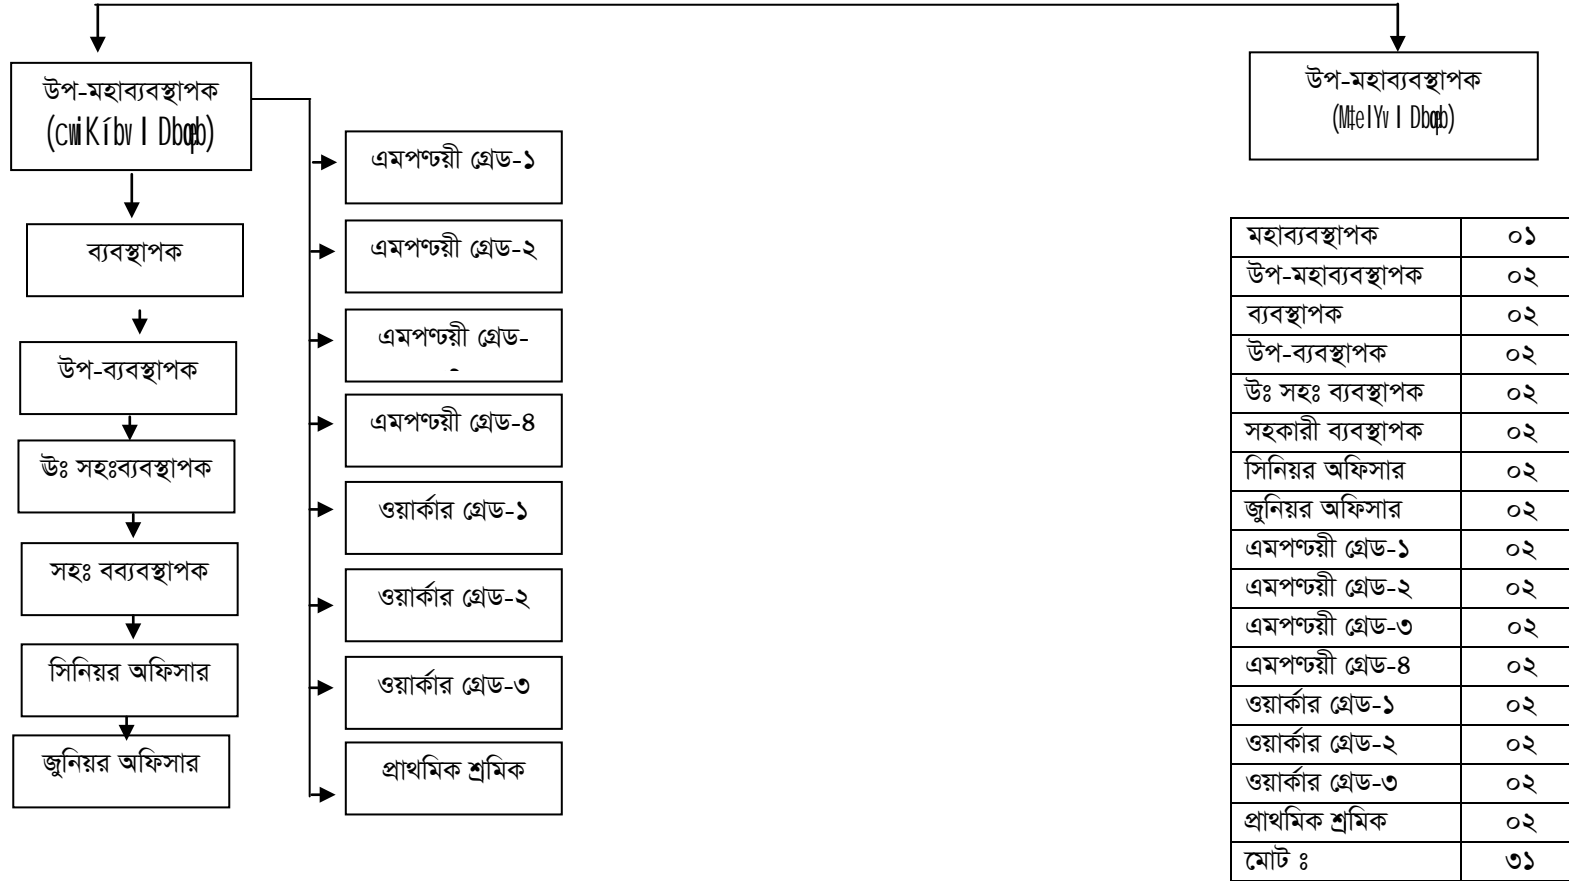 উপ-মহাব্যবস্থাপক
(cwiKíbv I Dbœqb)
ব্যবস্থাপক
উপ-ব্যবস্থাপক
ঊঃ সহঃব্যবস্থাপক
সহঃ বব্যবস্থাপক
সিনিয়র অফিসার
জুনিয়র অফিসার
এমপণ্ঢয়ী গ্রেড-১
এমপণ্ঢয়ী গ্রেড-২
এমপণ্ঢয়ী গ্রেড-
এমপণ্ঢয়ী গ্রেড-৪
ওয়ার্কার গ্রেড-১
ওয়ার্কার গ্রেড-২
ওয়ার্কার গ্রেড-৩
প্রাথমিক শ্রমিক
উপ-মহাব্যবস্থাপক
(M‡elYv I Dbœqb)
মহাব্যবস্থাপক ০১
উপ-মহাব্যবস্থাপক ০২
ব্যবস্থাপক ০২
উপ-ব্যবস্থাপক ০২
উঃ সহঃ ব্যবস্থাপক ০২
সহকারী ব্যবস্থাপক ০২
সিনিয়র অফিসার ০২
জুনিয়র অফিসার ০২
এমপণ্ঢয়ী গ্রেড-১ ০২
এমপণ্ঢয়ী গ্রেড-২ ০২
এমপণ্ঢয়ী গ্রেড-৩ ০২
এমপণ্ঢয়ী গ্রেড-৪ ০২
ওয়ার্কার গ্রেড-১ ০২
ওয়ার্কার গ্রেড-২ ০২
ওয়ার্কার গ্রেড-৩ ০২
প্রাথমিক শ্রমিক ০২
মোট ঃ ৩১